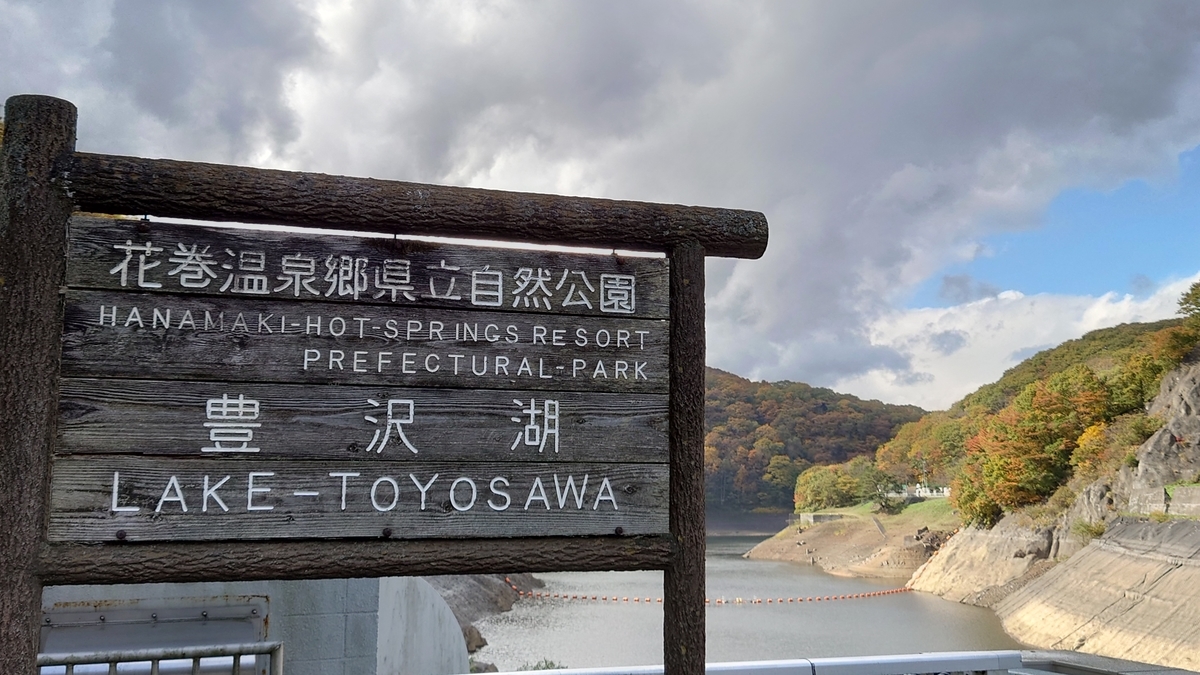 花巻温泉郷県立自然公園
HANAMAKI-HOT-SPRINGS RESORT
PREFECTURAL-PARK
豊沢湖
LAKE-TOYOSAWA